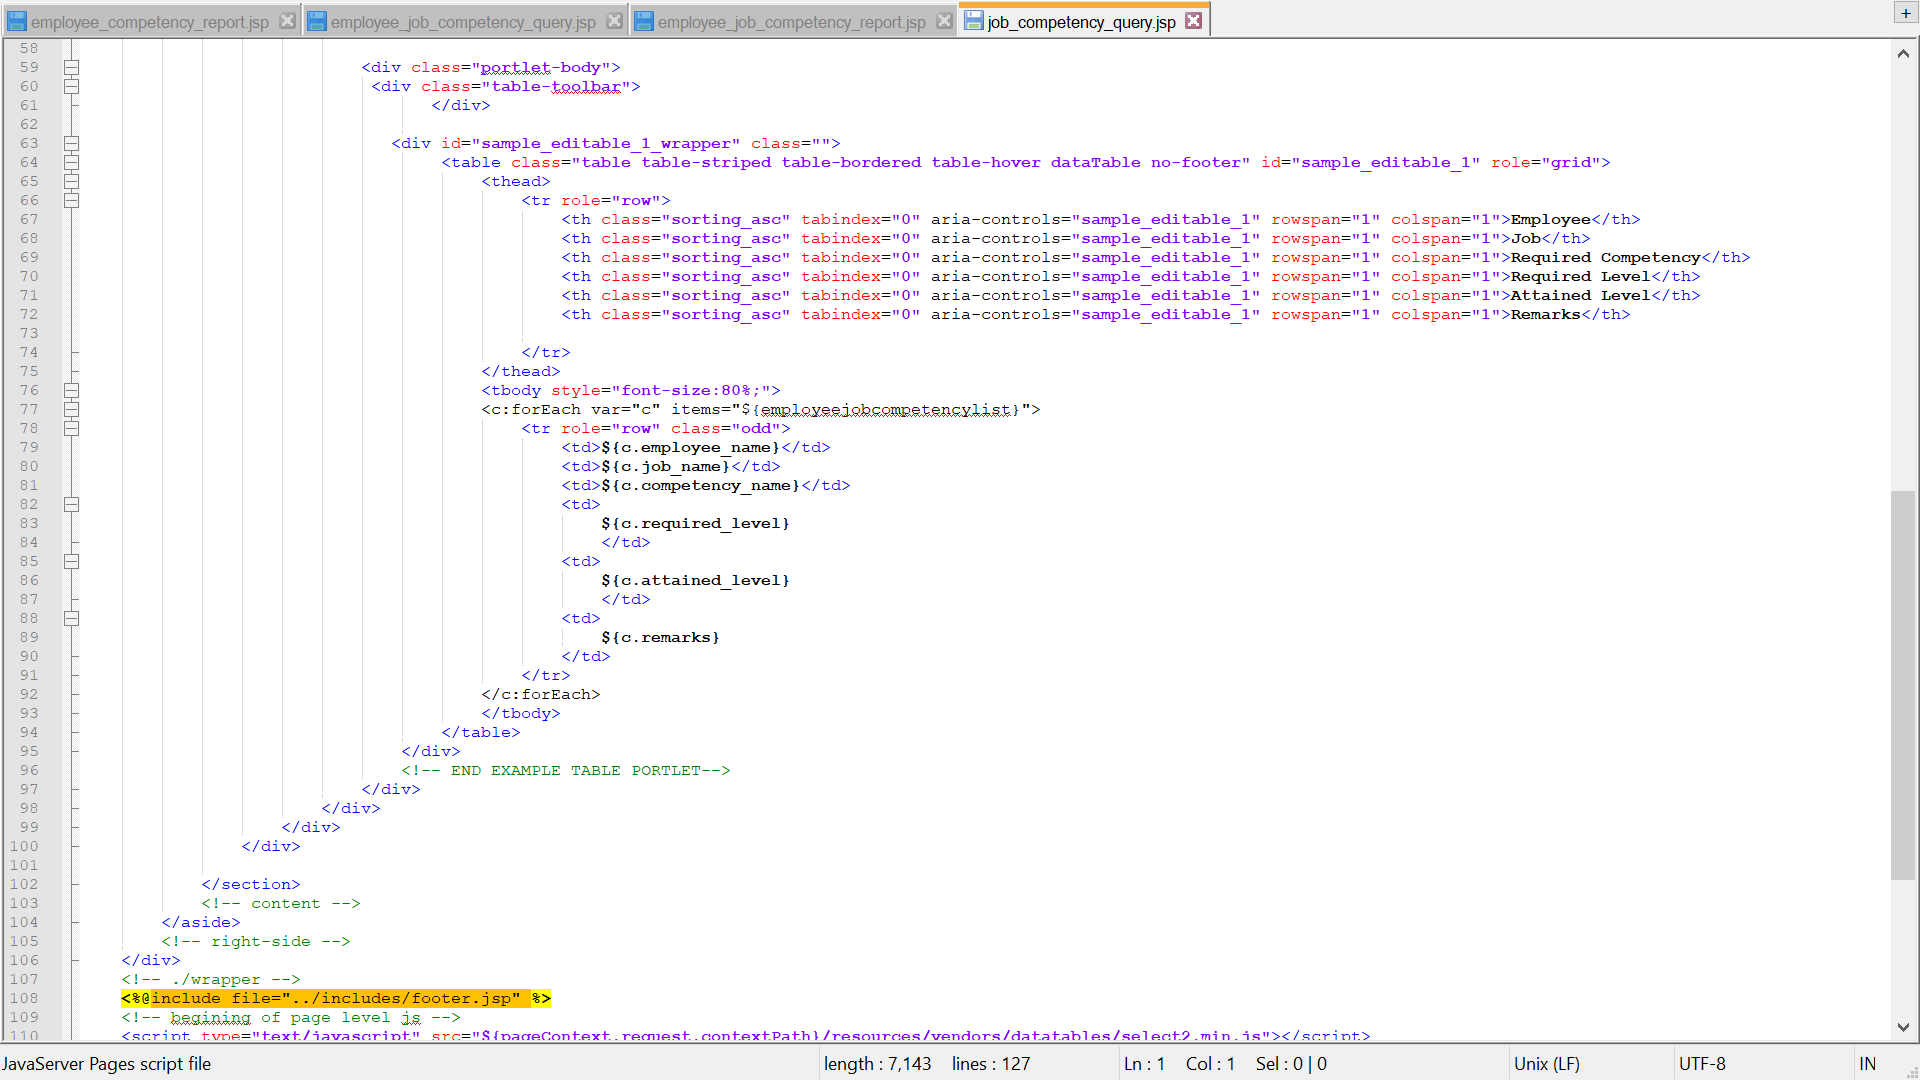 employee_competency_report.jsp employee_job_competency_query.jsp employee_job_competency_report.jsp job_competency_query.jsp +
58
59 <div class="portlet-body">
60 <div class="table-toolbar">
61 </div>
62
63 <div id="sample_editable_1_wrapper" class="">
64 <table class="table table-striped table-bordered table-hover dataTable no-footer" id="sample_editable_1" role="grid">
65 <thead>
66 <tr role="row">
67 <th class="sorting_asc" tabindex="0" aria-controls="sample_editable_1" rowspan="1" colspan="1">Employee</th>
68 <th class="sorting_asc" tabindex="0" aria-controls="sample_editable_1" rowspan="1" colspan="1">Job</th>
69 <th class="sorting_asc" tabindex="0" aria-controls="sample_editable_1" rowspan="1" colspan="1">Required Competency</th>
70 <th class="sorting_asc" tabindex="0" aria-controls="sample_editable_1" rowspan="1" colspan="1">Required Level</th>
71 <th class="sorting_asc" tabindex="0" aria-controls="sample_editable_1" rowspan="1" colspan="1">Attained Level</th>
72 <th class="sorting_asc" tabindex="0" aria-controls="sample_editable_1" rowspan="1" colspan="1">Remarks</th>
73
74 </tr>
75 </thead>
76 <tbody style="font-size:80%;">
77 <c:forEach var="c" items="${employeejobcompetencylist}">
78 <tr role="row" class="odd">
79 <td>${c.employee_name}</td>
80 <td>${c.job_name}</td>
81 <td>${c.competency_name}</td>
82 <td>
83 ${c.required_level}
84 </td>
85 <td>
86 ${c.attained_level}
87 </td>
88 <td>
89 ${c.remarks}
90 </td>
91 </tr>
92 </c:forEach>
93 </tbody>
94 </table>
95 </div>
96 <!-- END EXAMPLE TABLE PORTLET-->
97 </div>
98 </div>
99 </div>
100 </div>
101
102 </section>
103 <!-- content -->
104 </aside>
105 <!-- right-side -->
106 </div>
107 <!-- ./wrapper -->
108 <%@include file="../includes/footer.jsp" %>
109 <!-- begining of page level js -->
110 <script type="text/javascript" src="${pageContext.request.contextPath}/resources/vendors/datatables/select2.min.js"></script>
JavaServer Pages script file length : 7,143 lines : 127 Ln : 1 Col : 1 Sel : 0 | 0 Unix (LF) UTF-8 IN